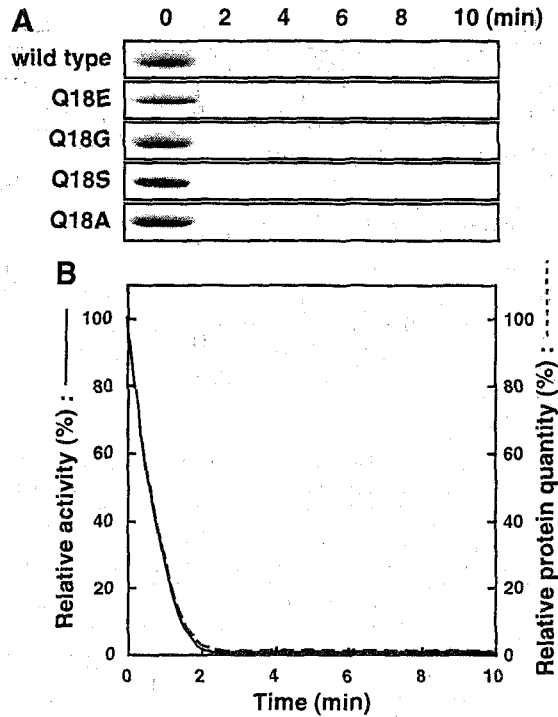 A
0 2 4 6 8 10 (min)
wild type
Q18E
Q18G
Q18S
Q18A
B
Relative activity (%) :
100
80
60
40
20
0
100
80
60
40
20
0
Relative protein quantity (%) :
0 2 4 6 8 10
Time (min)